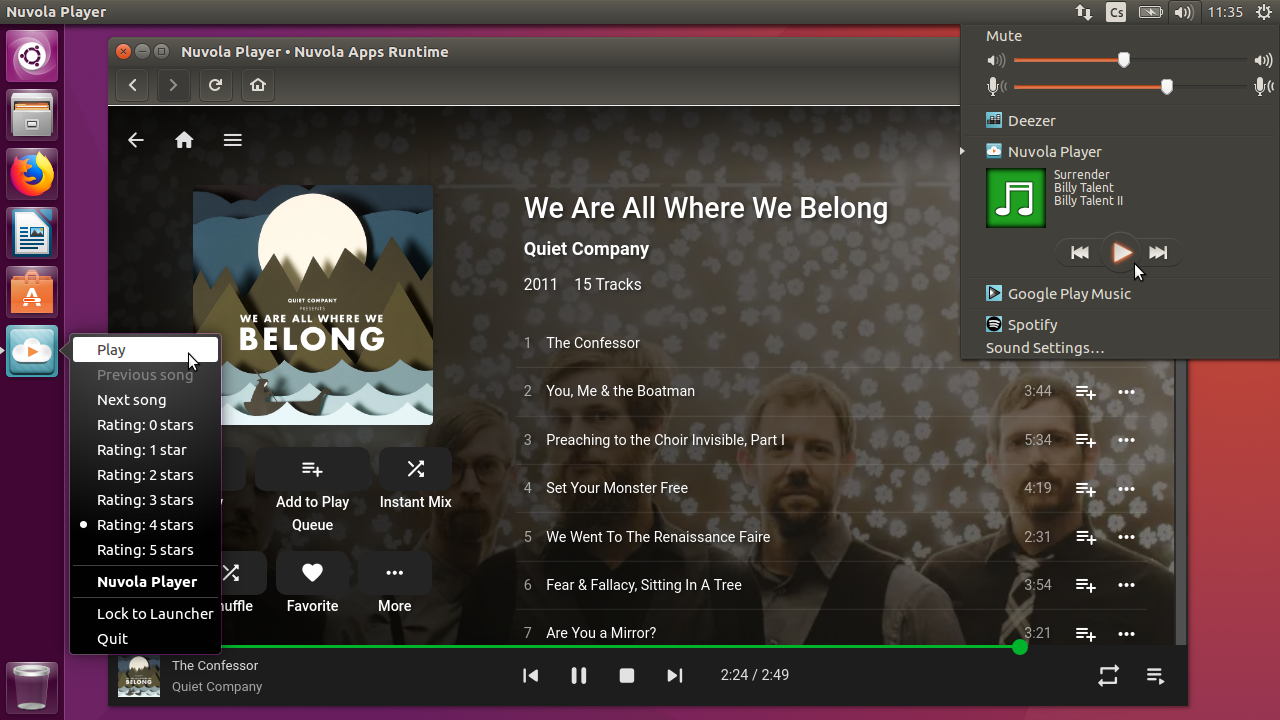 Nuvola Player
Cs
11:35
Nuvola Player • Nuvola Apps Runtime
Mute
Deezer
Nuvola Player
Surrender
Billy Talent
Billy Talent II
Google Play Music
Spotify
Sound Settings…
We Are All Where We Belong
Quiet Company
2011 15 Tracks
QUIET COMPANY
PRESENTS
WE ARE ALL WHERE WE
BELONG
1 The Confessor
2 You, Me & the Boatman 3:44
3 Preaching to the Choir Invisible, Part I 5:34
4 Set Your Monster Free 4:19
5 We Went To The Renaissance Faire 2:31
6 Fear & Fallacy, Sitting In A Tree 3:54
7 Are You a Mirror? 3:21
Add to Play
Queue
Instant Mix
uffle
Favorite
More
Play
Previous song
Next song
Rating: 0 stars
Rating: 1 star
Rating: 2 stars
Rating: 3 stars
Rating: 4 stars
Rating: 5 stars
Nuvola Player
Lock to Launcher
Quit
BELONG
The Confessor
Quiet Company
2:24 / 2:49